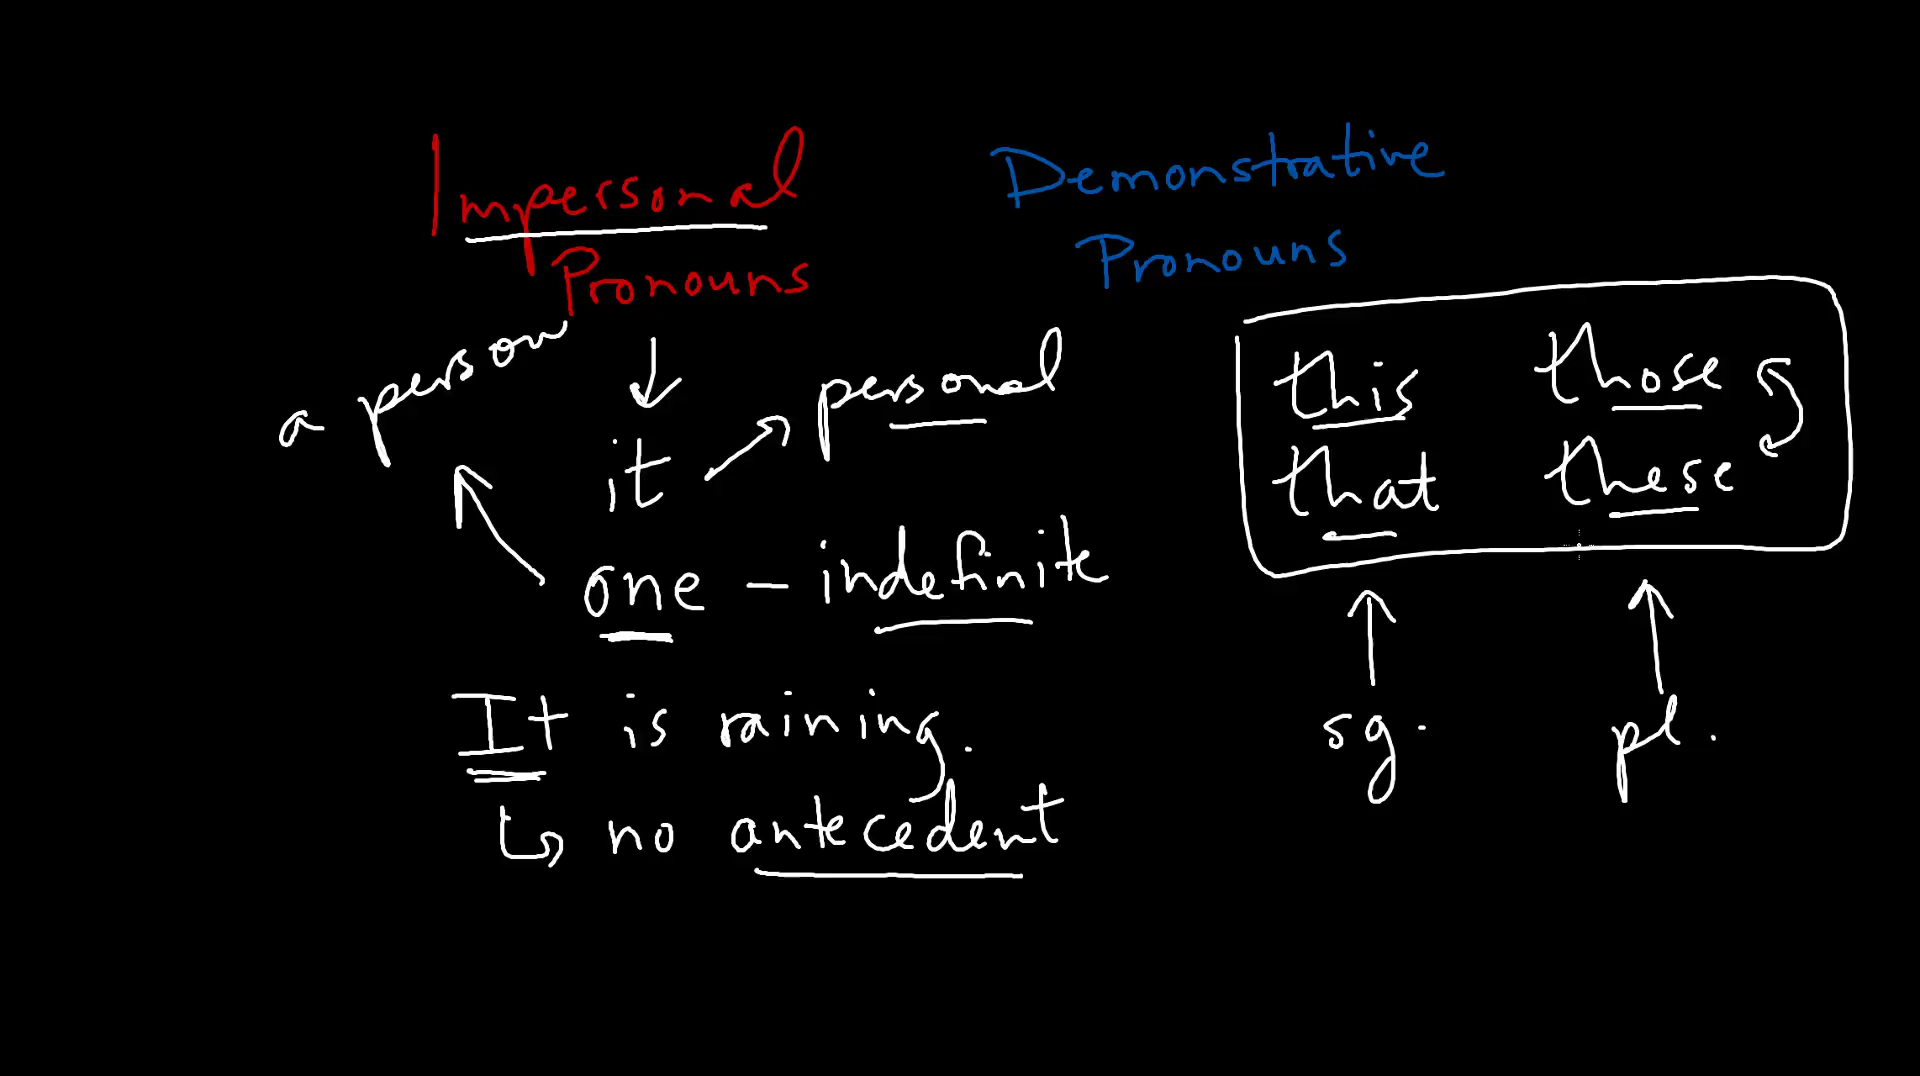 Impersonal
Pronouns
a person
it
personal
one – indefinite
It is raining.
no antecedent
Demonstrative
Pronouns
this those
that these
sg. pl.